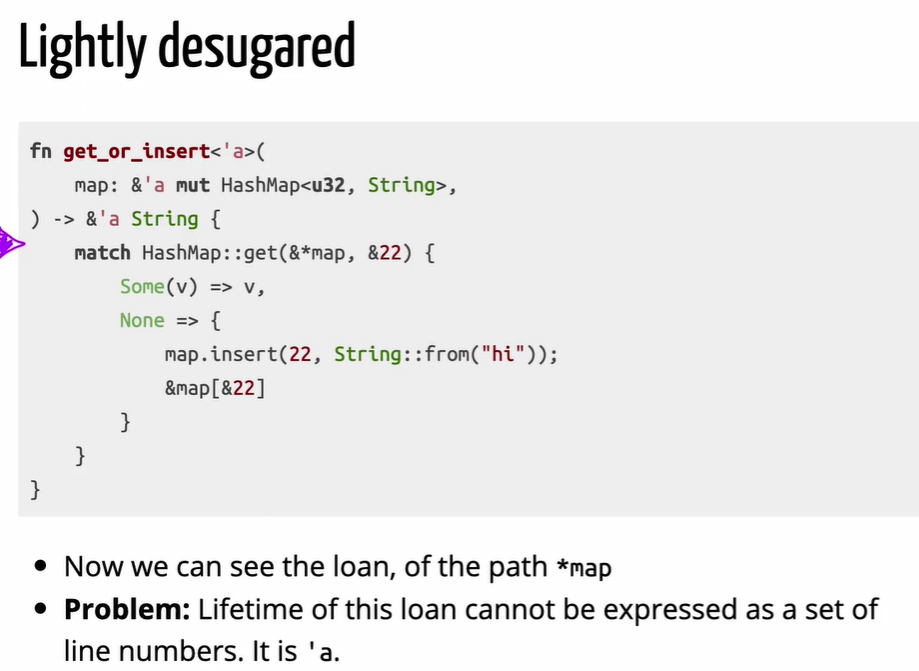 Lightly desugared
fn get_or_insert<'a>(
    map: &'a mut HashMap<u32, String>,
) -> &'a String {
    match HashMap::get(&*map, &22) {
        Some(v) => v,
        None => {
            map.insert(22, String::from("hi"));
            &map[&22]
        }
    }
}
• Now we can see the loan, of the path *map
• Problem: Lifetime of this loan cannot be expressed as a set of
line numbers. It is 'a.